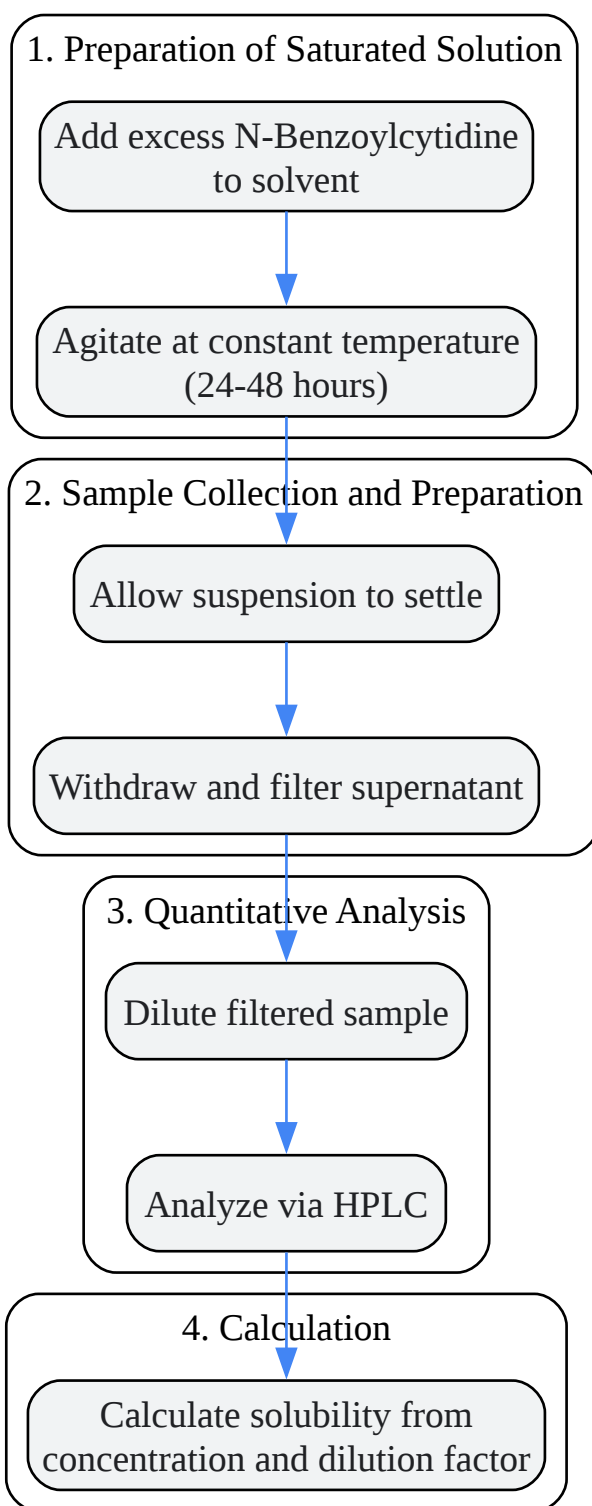 1. Preparation of Saturated Solution
Add excess N-Benzoylcytidine
to solvent
Agitate at constant temperature
(24-48 hours)
2. Sample Collection and Preparation
Allow suspension to settle
Withdraw and filter supernatant
3. Quantitative Analysis
Dilute filtered sample
Analyze via HPLC
4. Calculation
Calculate solubility from
concentration and dilution factor